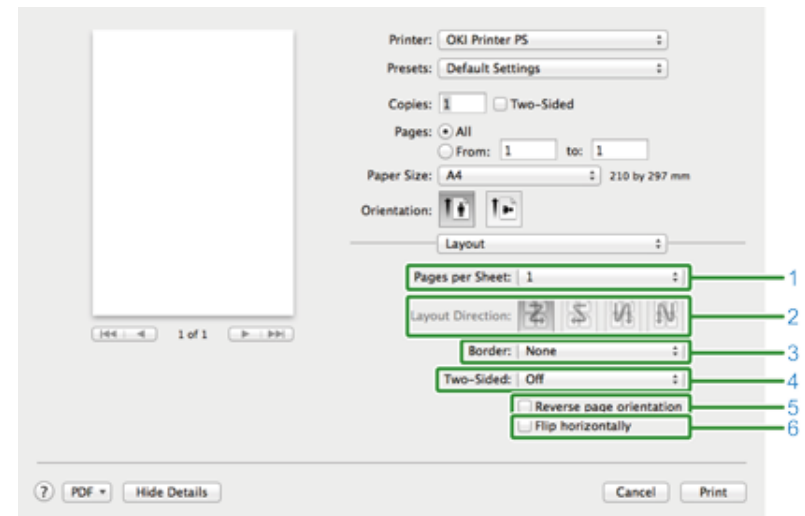 Printer: OKI Printer PS
Presets: Default Settings
Copies: 1 Two-Sided
Pages: All
From: 1 to: 1
Paper Size: A4 210 by 297 mm
Orientation:
Layout
Pages per Sheet: 1 1
Layout Direction: 2
Border: None 3
Two-Sided: Off 4
Reverse page orientation 5
Flip horizontally 6
1 of 1
? PDF Hide Details Cancel Print